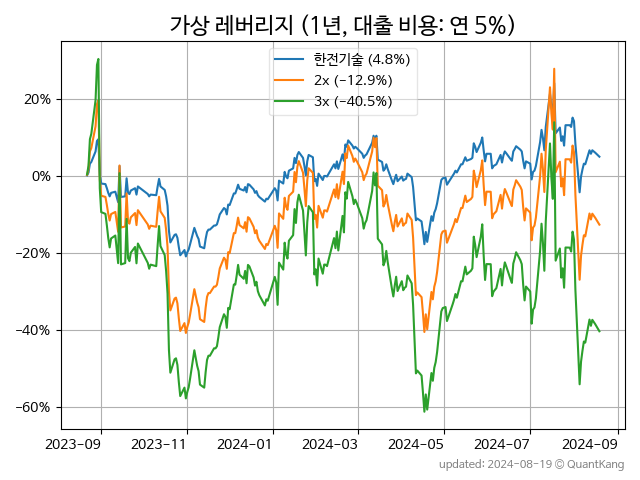 가상 레버리지 (1년, 대출 비용: 연 5%)
한전기술 (4.8%)
2x (−12.9%)
3x (−40.5%)
20%
0%
−20%
−40%
−60%
2023-09 2023-11 2024-01 2024-03 2024-05 2024-07 2024-09
updated: 2024-08-19 © QuantKang